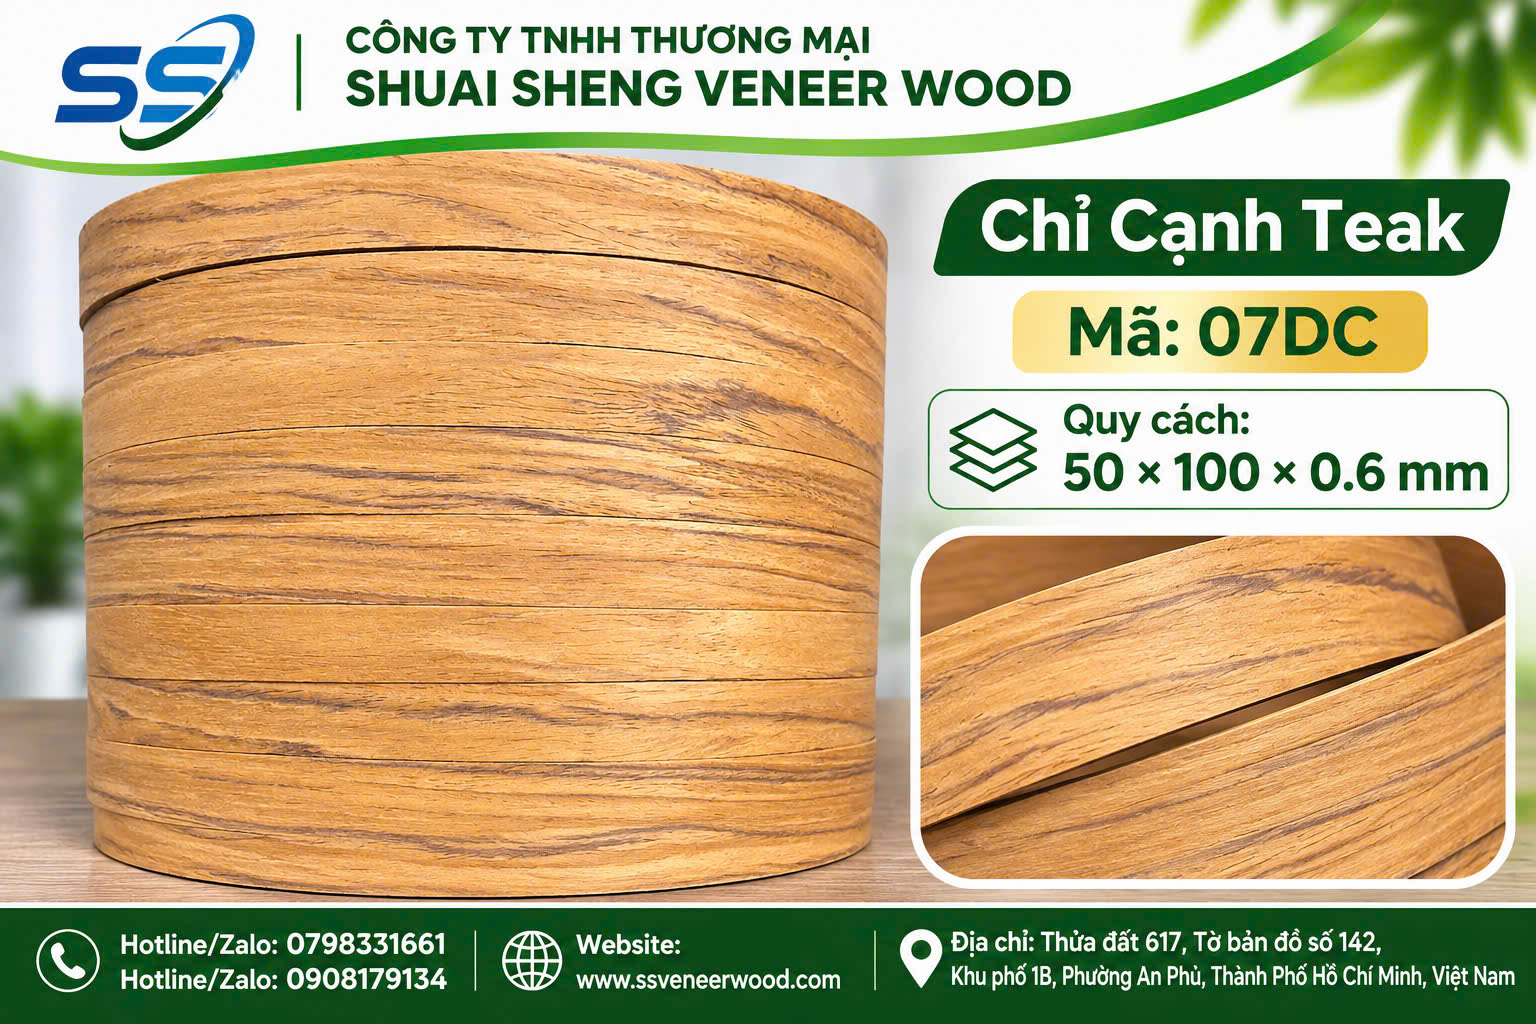 SS
CÔNG TY TNHH THƯƠNG MẠI
SHUAI SHENG VENEER WOOD
Chỉ Cạnh Teak
Mã: 07DC
Quy cách:
50 × 100 × 0.6 mm
Hotline/Zalo: 0798331661
Hotline/Zalo: 0908179134
Website:
www.ssveneerwood.com
Địa chỉ: Thửa đất 617, Tờ bản đồ số 142,
Khu phố 1B, Phường An Phủ, Thành Phố Hồ Chí Minh, Việt Nam